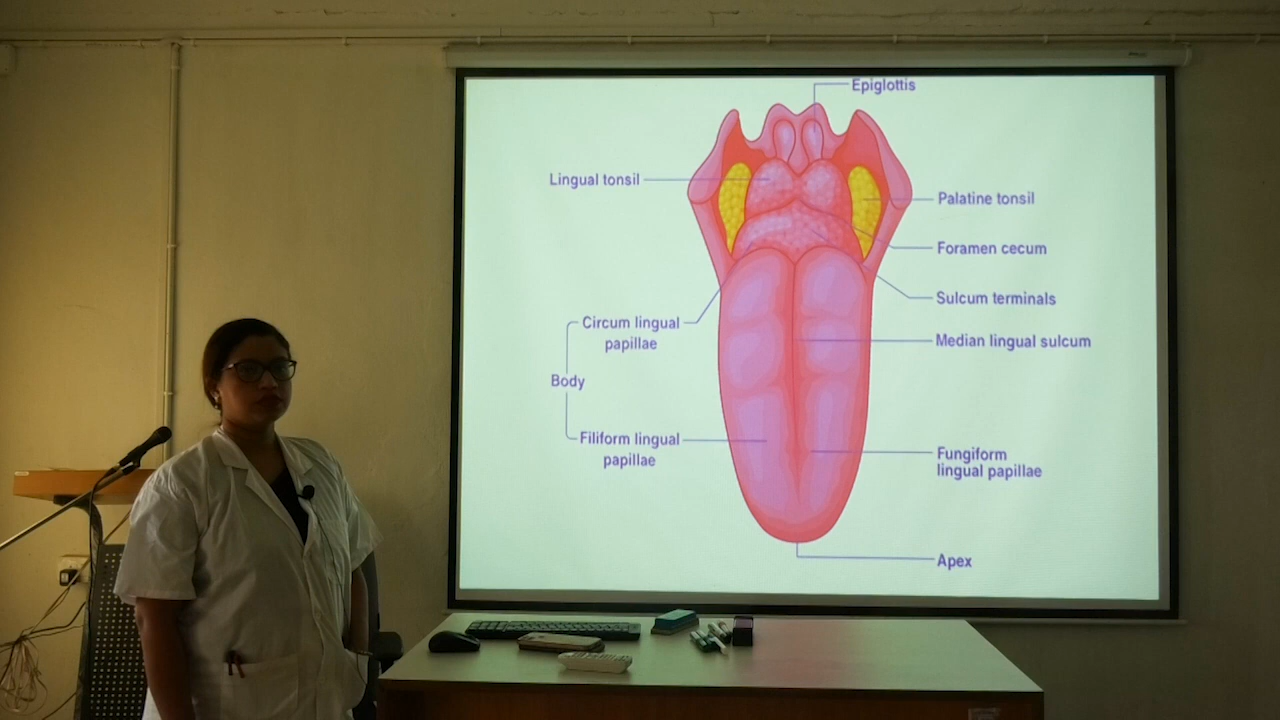 Epiglottis
Lingual tonsil
Palatine tonsil
Foramen cecum
Sulcum terminals
Circum lingual
papillae
Median lingual sulcum
Body
Filiform lingual
papillae
Fungiform
lingual papillae
Apex